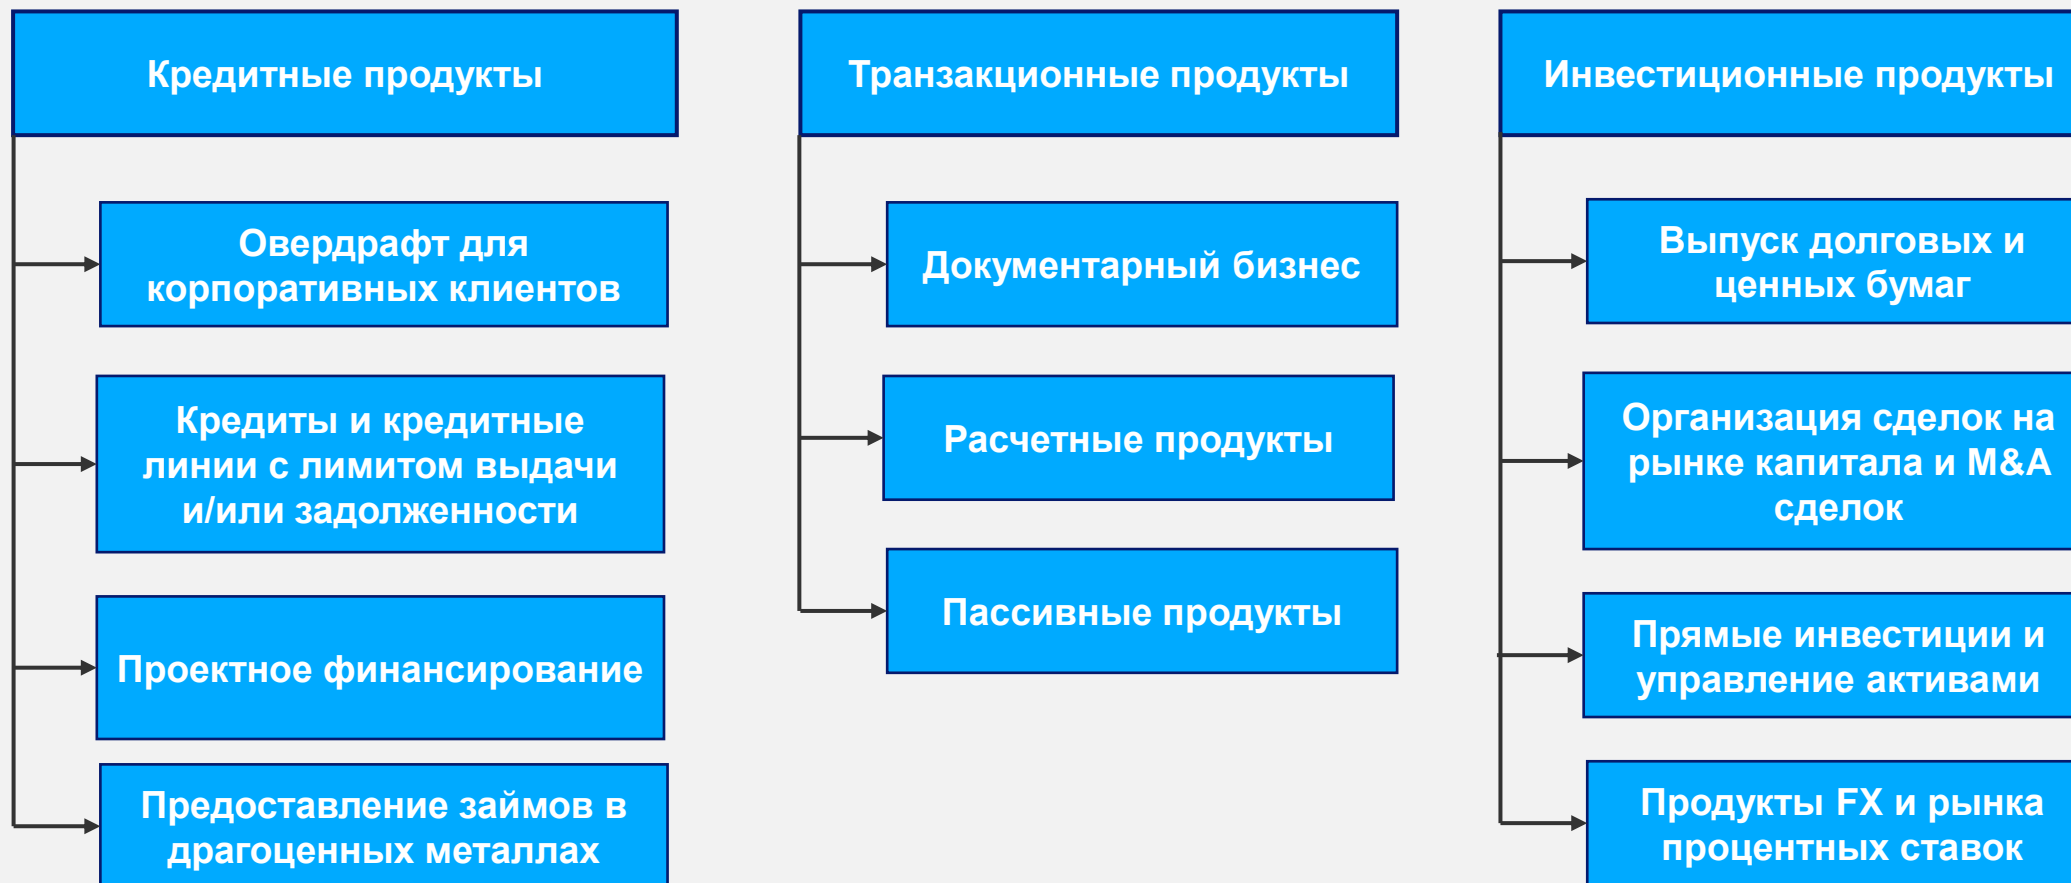 Кредитные продукты
Овердрафт для
корпоративных клиентов
Кредиты и кредитные
линии с лимитом выдачи
и/или задолженности
Проектное финансирование
Предоставление займов в
драгоценных металлах
Транзакционные продукты
Документарный бизнес
Расчетные продукты
Пассивные продукты
Инвестиционные продукты
Выпуск долговых и
ценных бумаг
Организация сделок на
рынке капитала и M&A
сделок
Прямые инвестиции и
управление активами
Продукты FX и рынка
процентных ставок